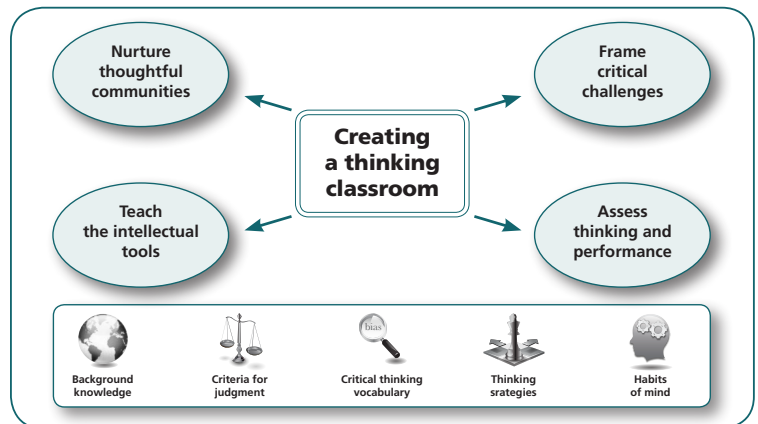 Nurture
thoughtful
communities
Frame
critical
challenges
Creating
a thinking
classroom
Teach
the intellectual
tools
Assess
thinking and
performance
bias
Background
knowledge
Criteria for
judgment
Critical thinking
vocabulary
Thinking
srategies
Habits
of mind